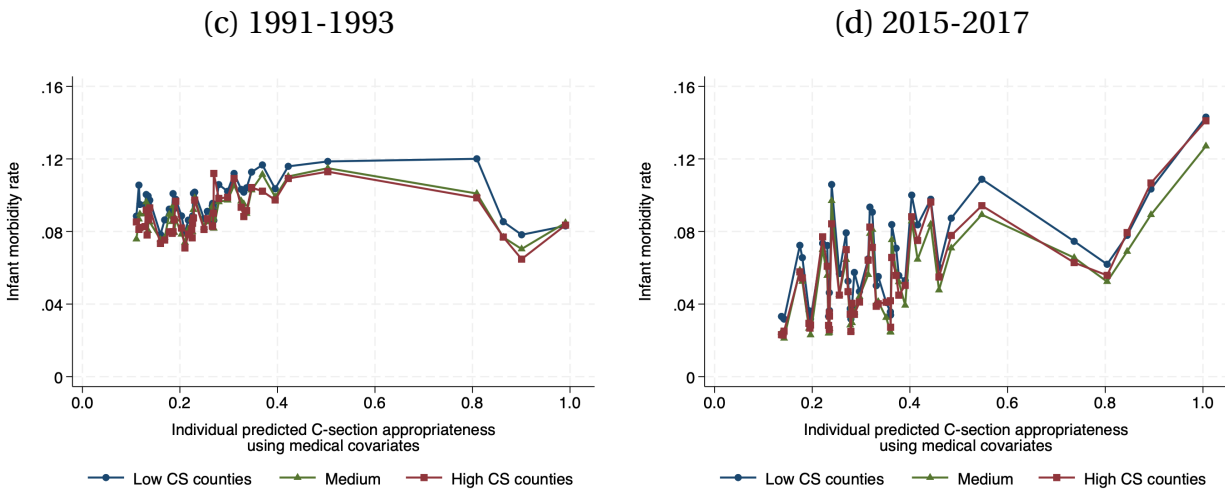 (c) 1991-1993
Infant morbidity rate
.16
.12
.08
.04
0
0.0 0.2 0.4 0.6 0.8 1.0
Individual predicted C-section appropriateness
using medical covariates
Low CS counties Medium High CS counties
(d) 2015-2017
Infant morbidity rate
.16
.12
.08
.04
0
0.0 0.2 0.4 0.6 0.8 1.0
Individual predicted C-section appropriateness
using medical covariates
Low CS counties Medium High CS counties